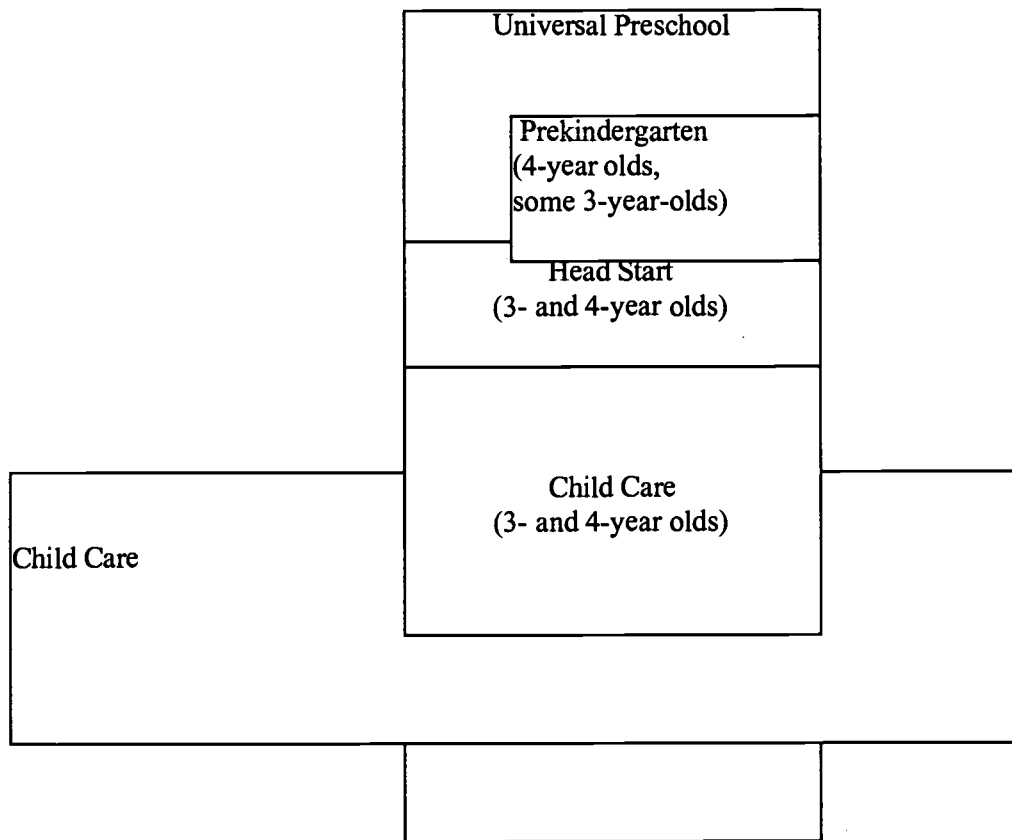 Universal Preschool
Prekindergarten
(4-year olds,
some 3-year-olds)
Head Start
(3- and 4-year olds)
Child Care
(3- and 4-year olds)
Child Care